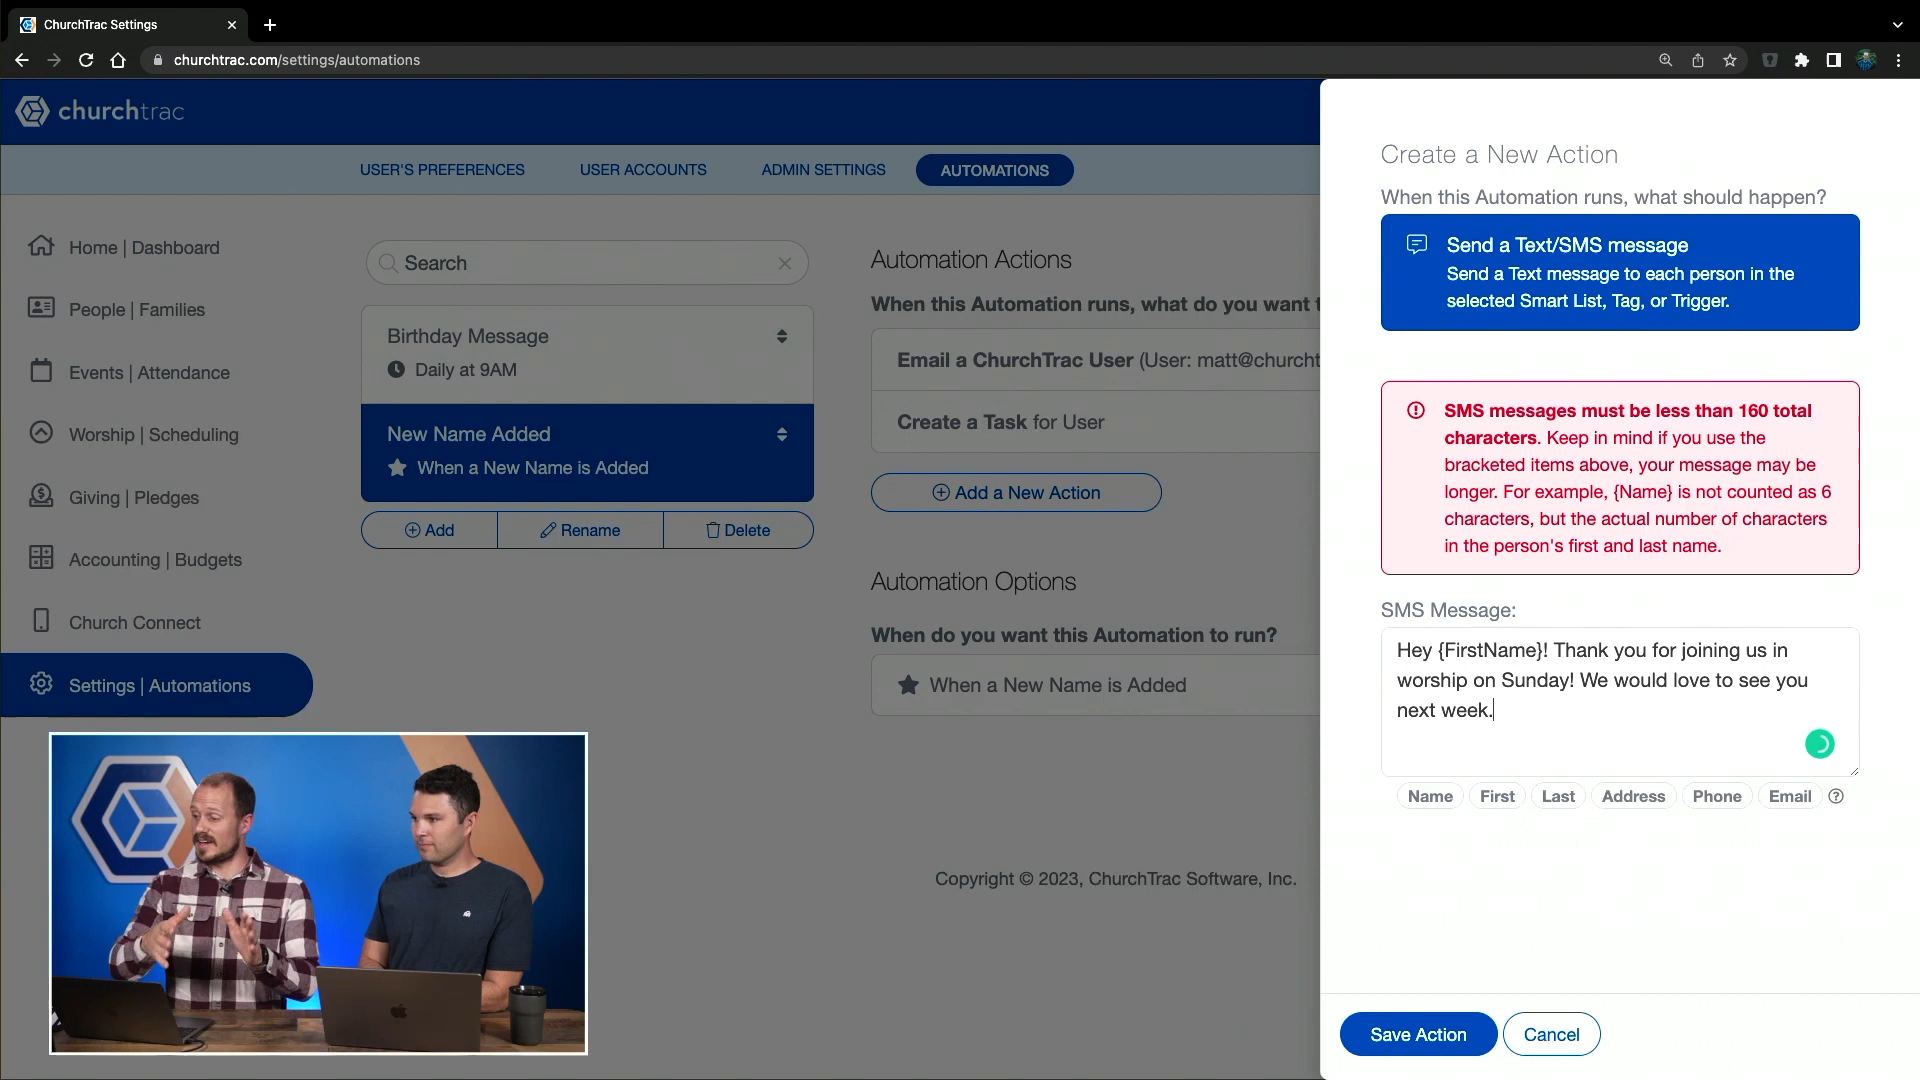 ChurchTrac Settings
churchtrac.com/settings/automations
churchtrac
USER'S PREFERENCES
USER ACCOUNTS
ADMIN SETTINGS
AUTOMATIONS
Home | Dashboard
People | Families
Events | Attendance
Worship | Scheduling
Giving | Pledges
Accounting | Budgets
Church Connect
Settings | Automations
Search
Birthday Message
Daily at 9AM
New Name Added
When a New Name is Added
Add
Rename
Delete
Automation Actions
When this Automation runs, what do you want t
Email a ChurchTrac User (User: matt@churcht
Create a Task for User
Add a New Action
Automation Options
When do you want this Automation to run?
When a New Name is Added
Copyright © 2023, ChurchTrac Software, Inc.
Create a New Action
When this Automation runs, what should happen?
Send a Text/SMS message
Send a Text message to each person in the
selected Smart List, Tag, or Trigger.
SMS messages must be less than 160 total
characters. Keep in mind if you use the
bracketed items above, your message may be
longer. For example, {Name} is not counted as 6
characters, but the actual number of characters
in the person's first and last name.
SMS Message:
Hey {FirstName}! Thank you for joining us in
worship on Sunday! We would love to see you
next week.
Name First Last Address Phone Email
Save Action
Cancel